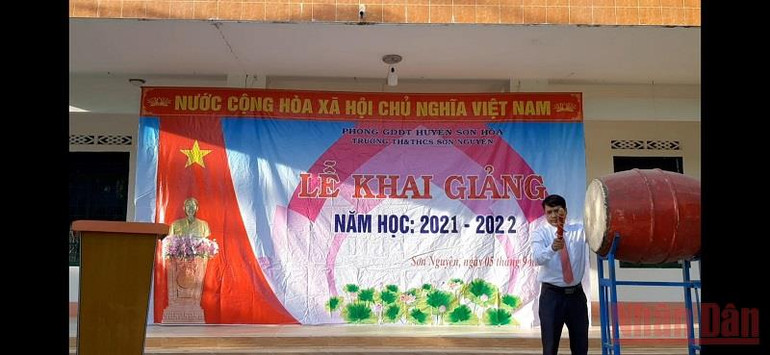 NƯỚC CỘNG HÒA XÃ HỘI CHỦ NGHĨA VIỆT NAM
PHÒNG GDĐT HUYỆN SƠN HÒA
TRƯỜNG TH&THCS SƠN NGUYÊN
LỄ KHAI GIẢNG
NĂM HỌC: 2021 - 2022
Sơn Nguyên, ngày 05 tháng 9
Nhân Dân